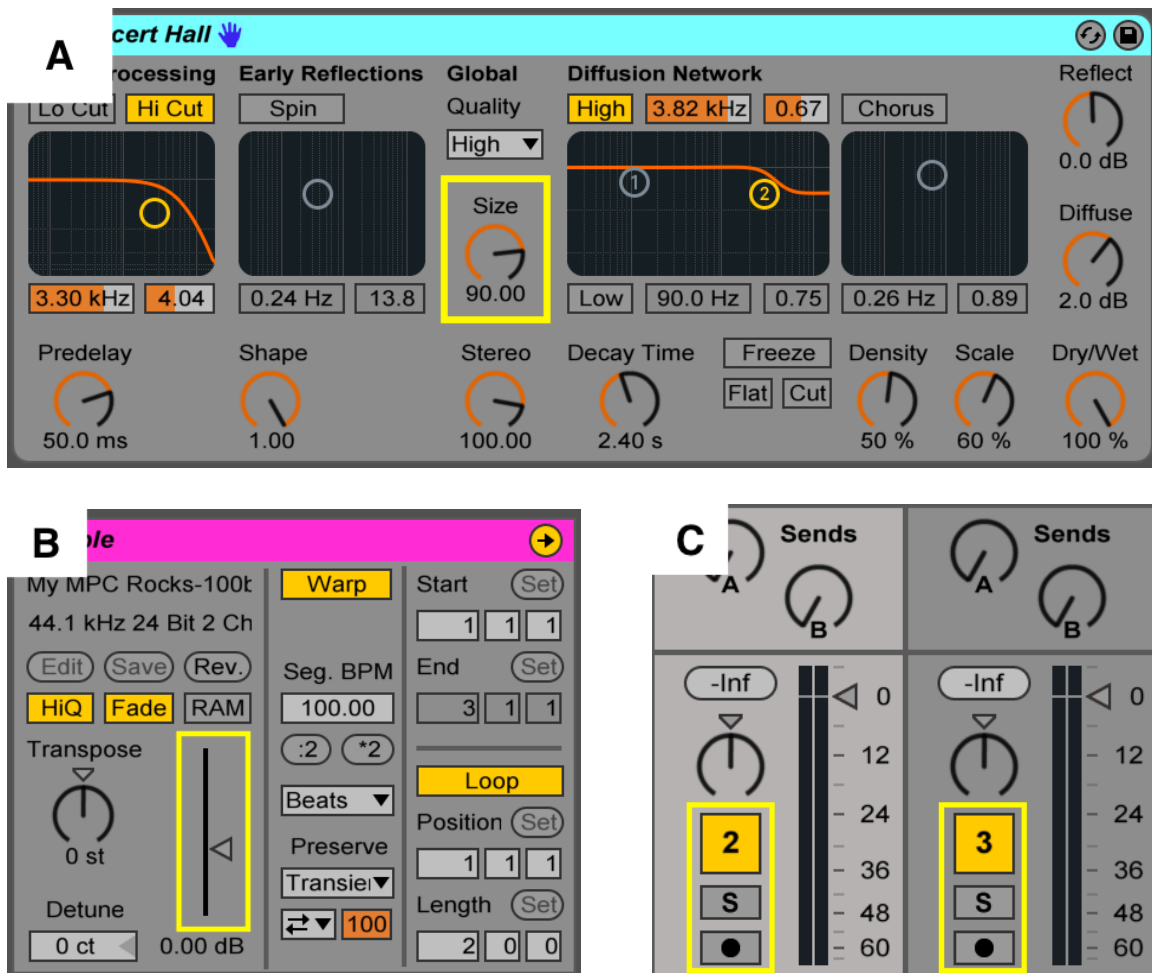 A
cert Hall
rocessing Early Reflections Global Diffusion Network Reflect
Lo Cut Hi Cut Spin Quality High 3.82 kHz 0.67 Chorus
High
0.0 dB
1 2
Size Diffuse
90.00
3.30 kHz 4.04 0.24 Hz 13.8 Low 90.0 Hz 0.75 0.26 Hz 0.89 2.0 dB
Predelay Shape Stereo Decay Time Freeze Density Scale Dry/Wet
Flat Cut
50.0 ms 1.00 100.00 2.40 s 50 % 60 % 100 %
B
ple
My MPC Rocks-100b
44.1 kHz 24 Bit 2 Ch
Edit Save Rev.
HiQ Fade RAM
Transpose
0 st
Detune
0 ct 0.00 dB
Warp
Seg. BPM
100.00
:2 *2
Beats
Preserve
Transie
100
Start Set
1 1 1
End Set
3 1 1
Loop
Position Set
1 1 1
Length Set
2 0 0
C
Sends
A
B
-Inf
0
12
24
36
48
60
2
S
Sends
A
B
-Inf
0
12
24
36
48
60
3
S